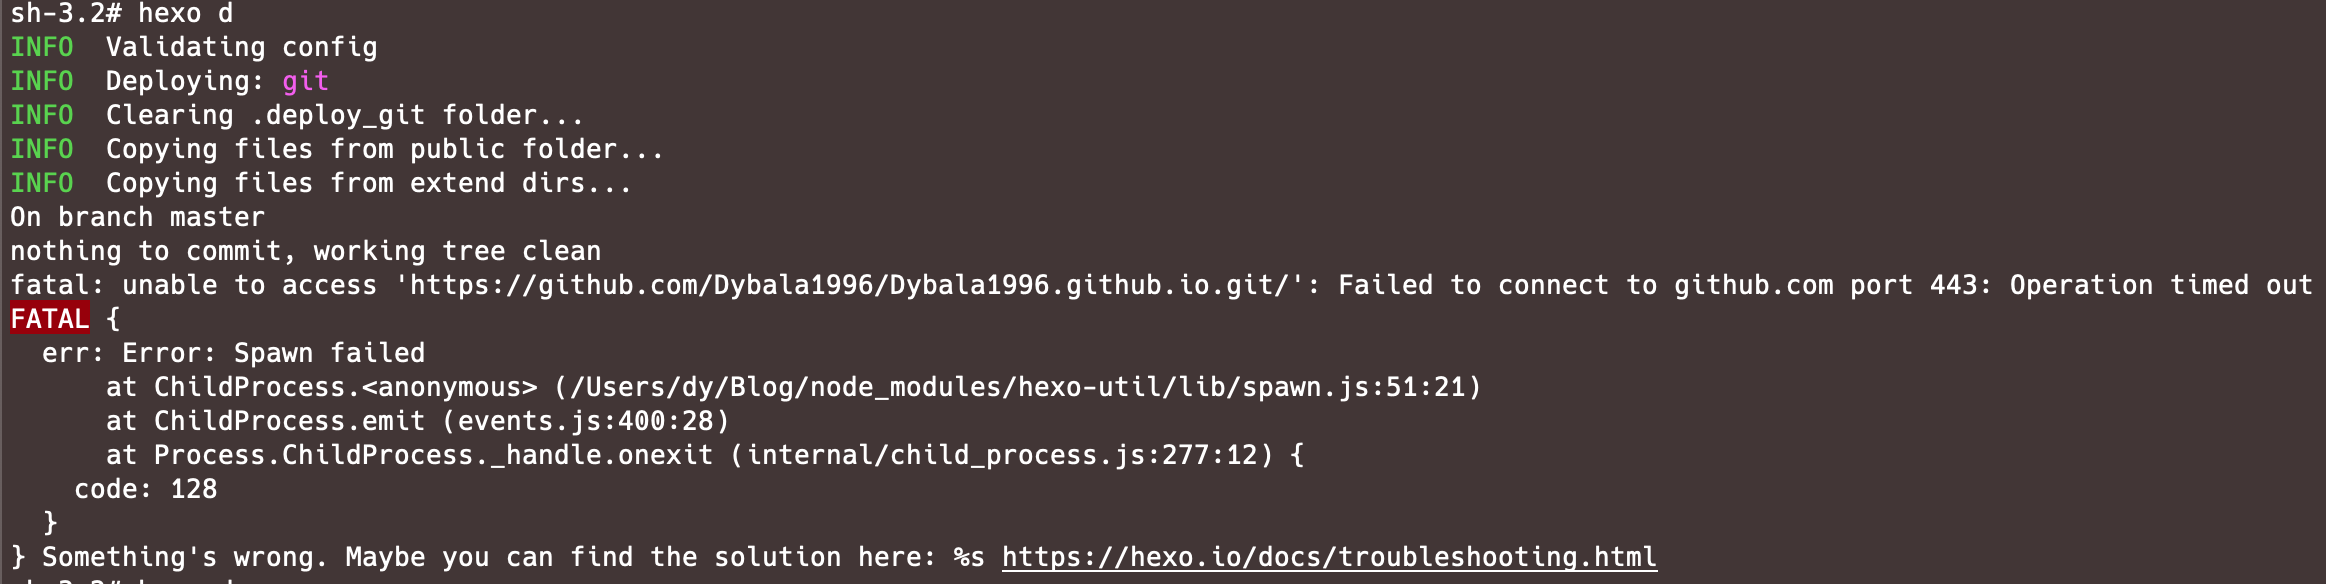 sh-3.2# hexo d
INFO  Validating config
INFO  Deploying: git
INFO  Clearing .deploy_git folder...
INFO  Copying files from public folder...
INFO  Copying files from extend dirs...
On branch master
nothing to commit, working tree clean
fatal: unable to access 'https://github.com/Dybala1996/Dybala1996.github.io.git/': Failed to connect to github.com port 443: Operation timed out
FATAL {
  err: Error: Spawn failed
      at ChildProcess.<anonymous> (/Users/dy/Blog/node_modules/hexo-util/lib/spawn.js:51:21)
      at ChildProcess.emit (events.js:400:28)
      at Process.ChildProcess._handle.onexit (internal/child_process.js:277:12) {
    code: 128
  }
} Something's wrong. Maybe you can find the solution here: %s https://hexo.io/docs/troubleshooting.html